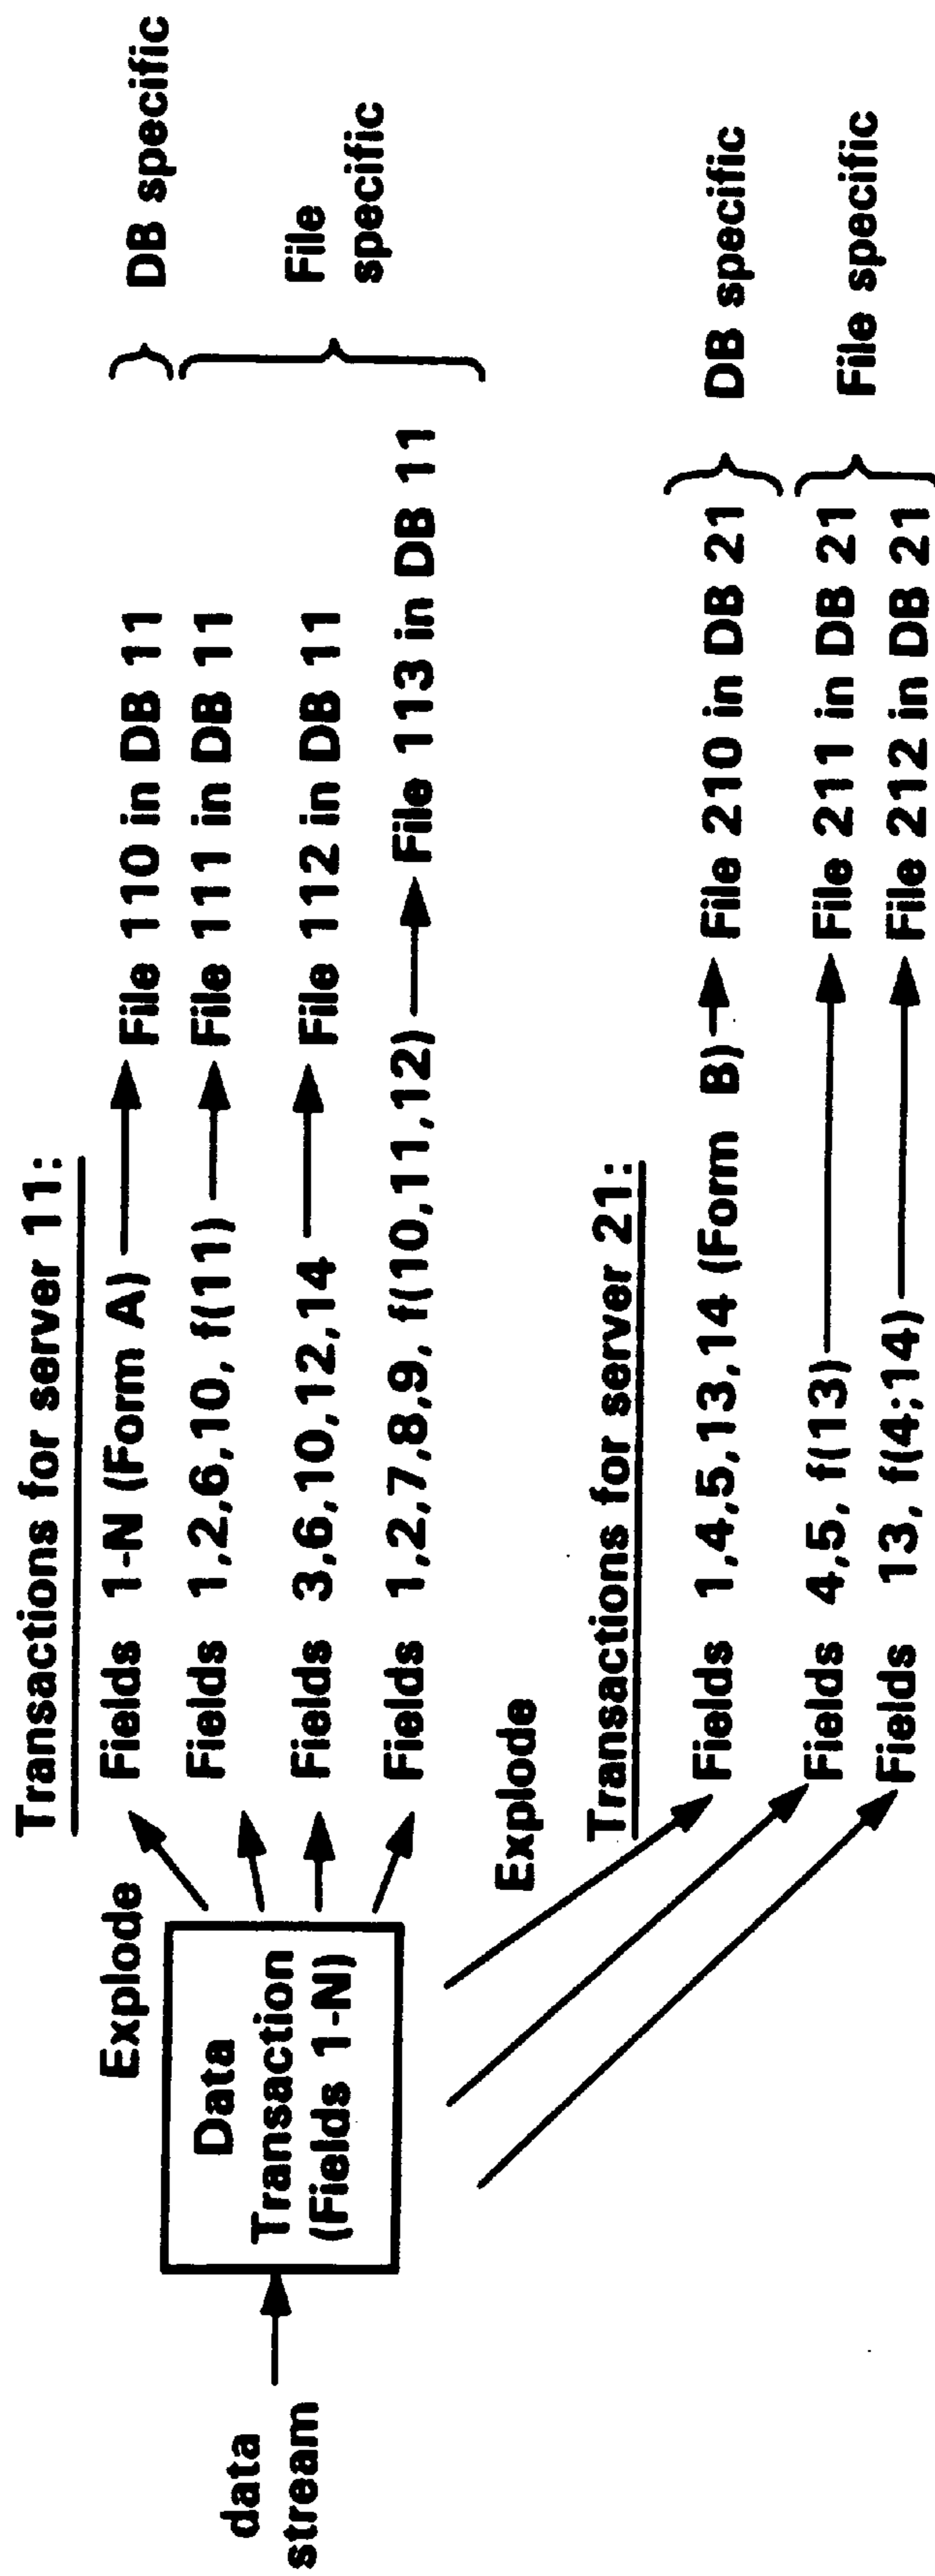 data
stream
Data
Transaction
(Fields 1-N)
Explode
Transactions for server 11:
Fields 1-N (Form A) File 110 in DB 11 DB specific
Fields 1,2,6,10, f(11) File 111 in DB 11
Fields 3,6,10,12,14 File 112 in DB 11
Fields 1,2,7,8,9, f(10,11,12) File 113 in DB 11
File
specific
Explode
Transactions for server 21:
Fields 1,4,5,13,14 (Form B) File 210 in DB 21 DB specific
Fields 4,5, f(13) File 211 in DB 21
Fields 13, f(4;14) File 212 in DB 21
File specific